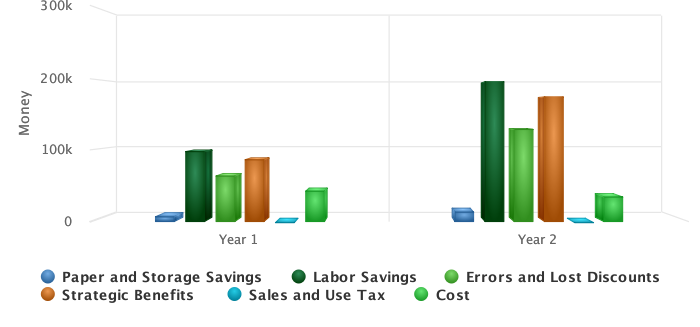 300k
200k
100k
0
Money
Year 1 Year 2
Paper and Storage Savings Labor Savings Errors and Lost Discounts
Strategic Benefits Sales and Use Tax Cost